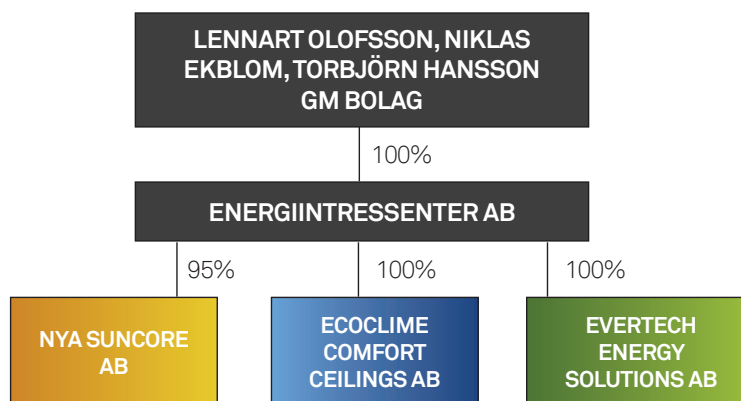 LENNART OLOFSSON, NIKLAS
EKBLOM, TORBJÖRN HANSSON
GM BOLAG
100%
ENERGIINTRESSENTER AB
95%
100%
100%
NYA SUNCORE
AB
ECOCLIME
COMFORT
CEILINGS AB
EVERTECH
ENERGY
SOLUTIONS AB